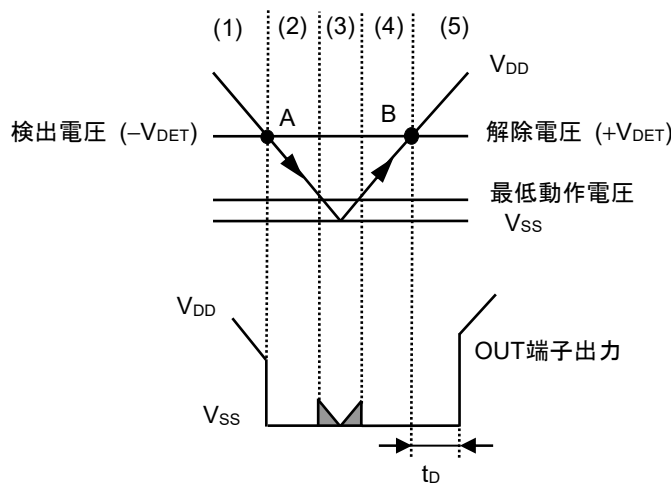 (1) (2) (3) (4) (5)
VDD
A B
検出電圧 (−VDET) 解除電圧 (+VDET)
最低動作電圧
VSS
VDD
OUT端子出力
VSS
tD